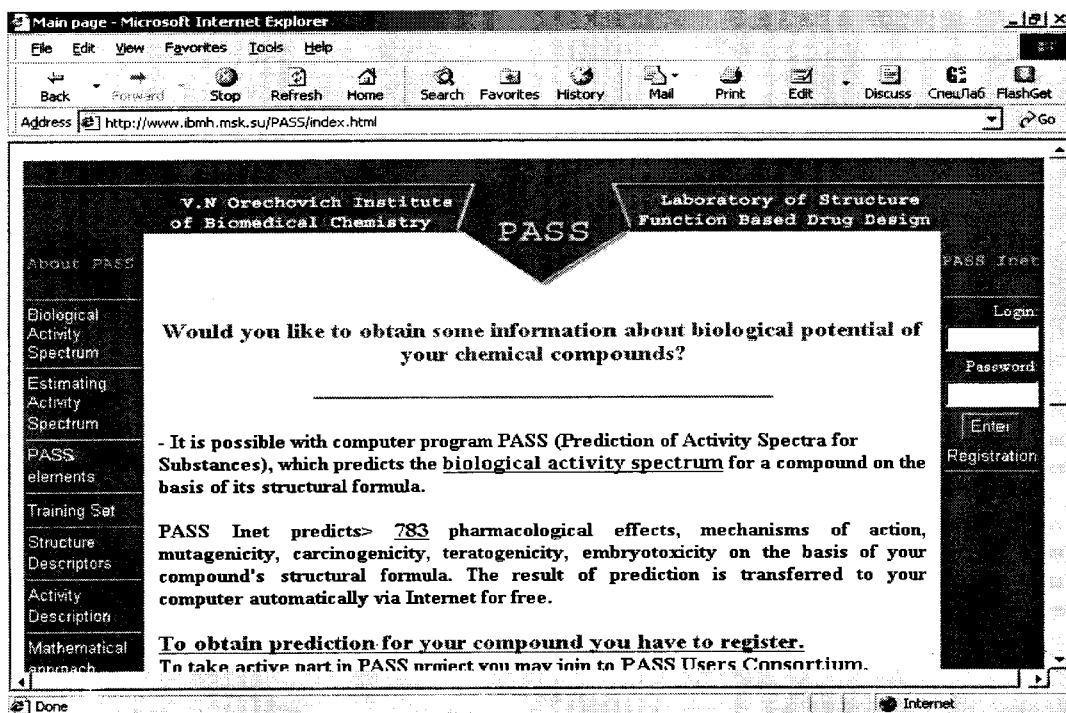 Main page - Microsoft Internet Explorer
File Edit View Favorites Tools Help
Back Forward Stop Refresh Home Search Favorites History Mail Print Edit Discuss СпецЛаб FlashGet
Address http://www.ibmh.msk.su/PASS/index.html Go
V.N Orechovich Institute
of Biomedical Chemistry
PASS
Laboratory of Structure
Function Based Drug Design
About PASS
Biological
Activity
Spectrum
Estimating
Activity
Spectrum
PASS
elements
Training Set
Structure
Descriptors
Activity
Description
Mathematical
approach
Would you like to obtain some information about biological potential of
your chemical compounds?
- It is possible with computer program PASS (Prediction of Activity Spectra for
Substances), which predicts the biological activity spectrum for a compound on the
basis of its structural formula.
PASS Inet predicts> 783 pharmacological effects, mechanisms of action,
mutagenicity, carcinogenicity, teratogenicity, embryotoxicity on the basis of your
compound's structural formula. The result of prediction is transferred to your
computer automatically via Internet for free.
To obtain prediction for your compound you have to register.
To take active part in PASS project you may join to PASS Users Consortium.
PASS Inet
Login:
Password
Enter
Registration
Done Internet